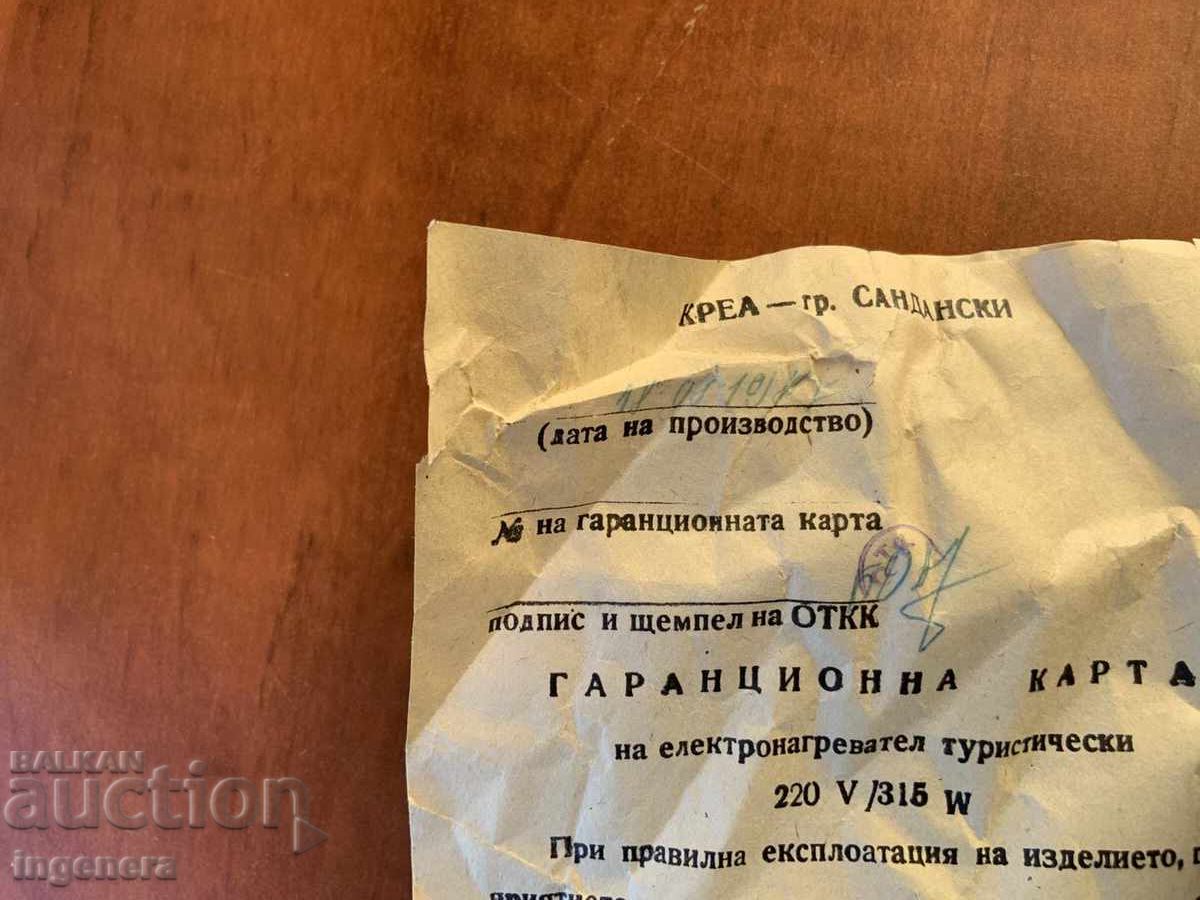 КРЕА — гр. САНДАНСКИ
(дата на производство)
№ на гаранционната карта
подпис и щемпел на ОТКК
ГАРАНЦИОННА КАРТА
на електронагревател туристически
220 V /315 W
При правилна експлоатация на изделието,
BALKAN
auction
ingenera